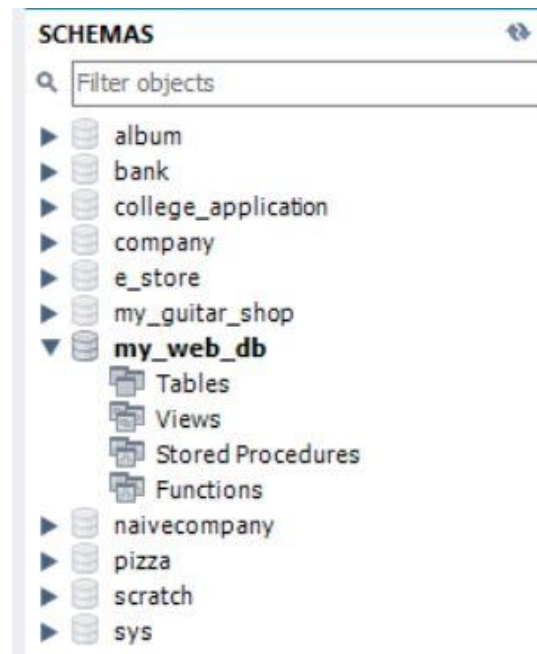 SCHEMAS
Filter objects
album
bank
college_application
company
e_store
my_guitar_shop
my_web_db
Tables
Views
Stored Procedures
Functions
naivecompany
pizza
scratch
sys